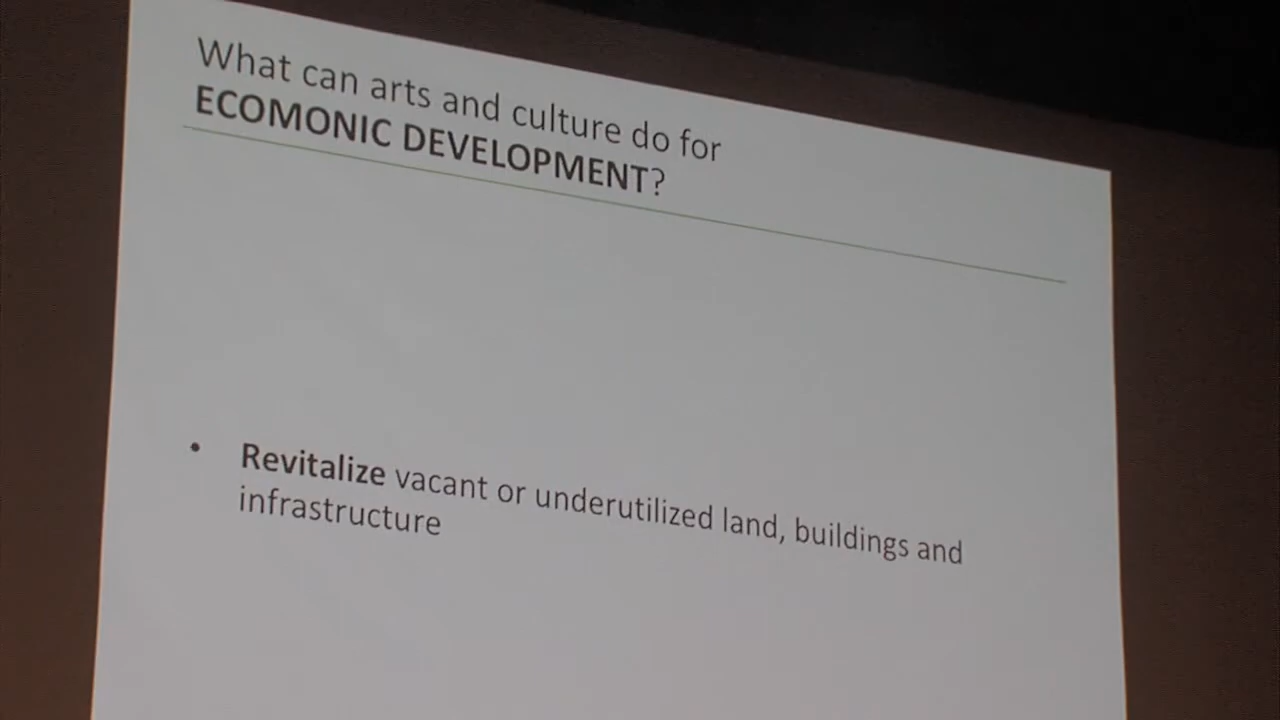 What can arts and culture do for
ECOMONIC DEVELOPMENT?
• Revitalize vacant or underutilized land, buildings and
infrastructure